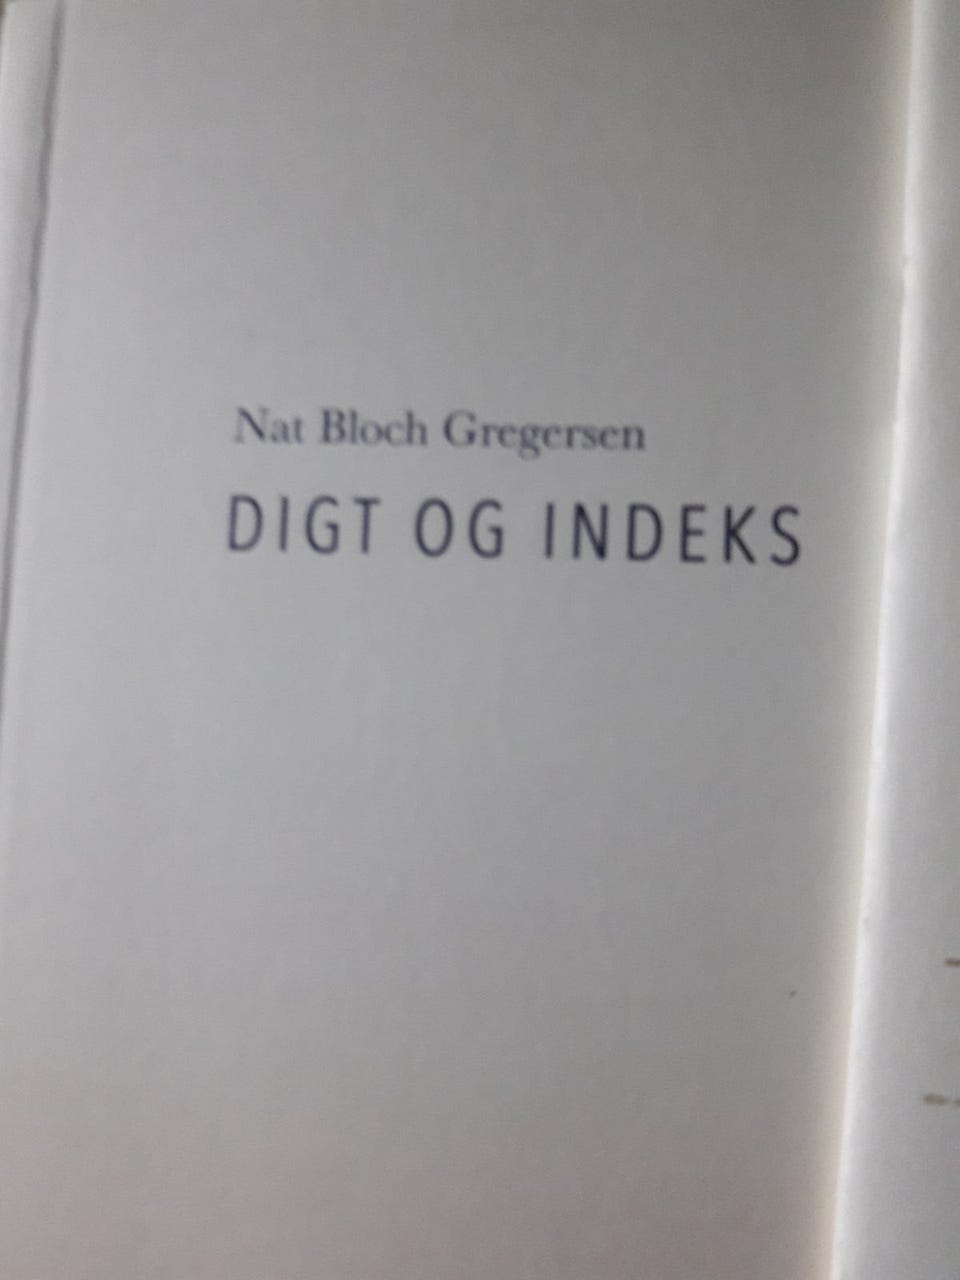 Nat Bloch Gregersen
DIGT OG INDEKS